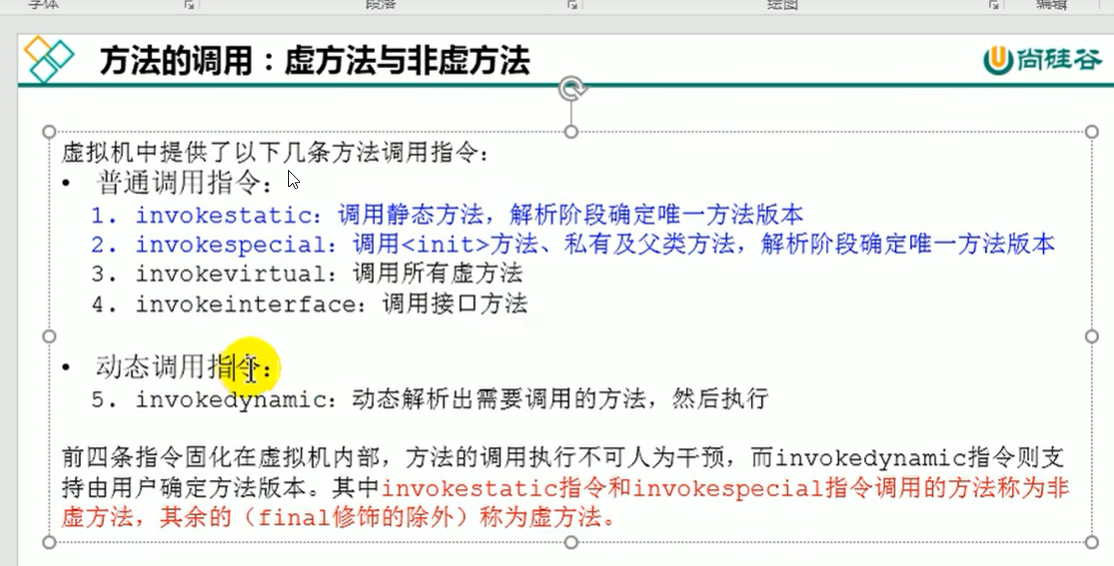 字体 段落 绘图 编辑
方法的调用：虚方法与非虚方法
尚硅谷
虚拟机中提供了以下几条方法调用指令：
• 普通调用指令：
1. invokestatic：调用静态方法，解析阶段确定唯一方法版本
2. invokespecial：调用<init>方法、私有及父类方法，解析阶段确定唯一方法版本
3. invokevirtual：调用所有虚方法
4. invokeinterface：调用接口方法
• 动态调用指令：
5. invokedynamic：动态解析出需要调用的方法，然后执行
前四条指令固化在虚拟机内部，方法的调用执行不可人为干预，而invokedynamic指令则支
持由用户确定方法版本。其中invokestatic指令和invokespecial指令调用的方法称为非
虚方法，其余的（final修饰的除外）称为虚方法。